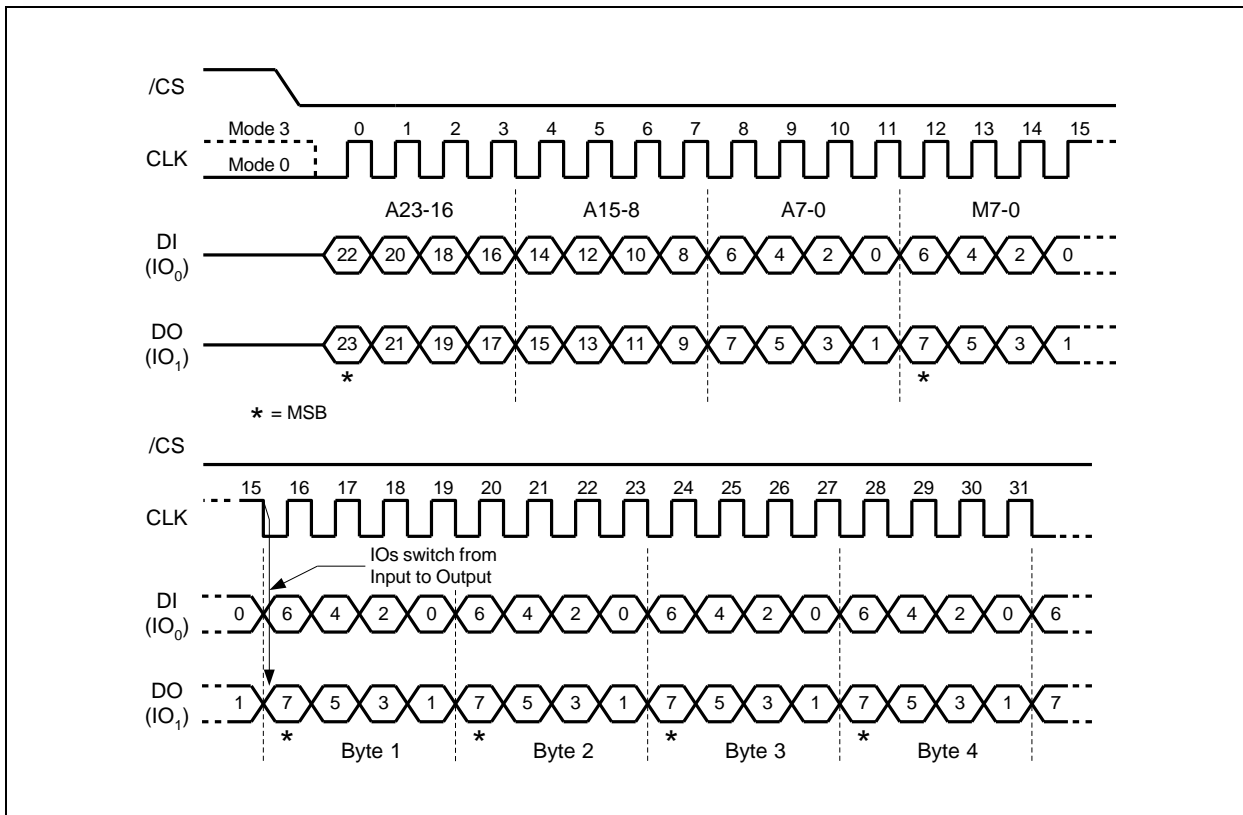 /CS
Mode 3 0 1 2 3 4 5 6 7 8 9 10 11 12 13 14 15
CLK
Mode 0
A23-16 A15-8 A7-0 M7-0
DI
(IO0) 22 20 18 16 14 12 10 8 6 4 2 0 6 4 2 0
DO
(IO1) 23 21 19 17 15 13 11 9 7 5 3 1 7 5 3 1
* *
* = MSB
/CS
15 16 17 18 19 20 21 22 23 24 25 26 27 28 29 30 31
CLK
IOs switch from
Input to Output
DI
(IO0) 0 6 4 2 0 6 4 2 0 6 4 2 0 6 4 2 0 6
DO
(IO1) 1 7 5 3 1 7 5 3 1 7 5 3 1 7 5 3 1 7
* * * *
Byte 1 Byte 2 Byte 3 Byte 4